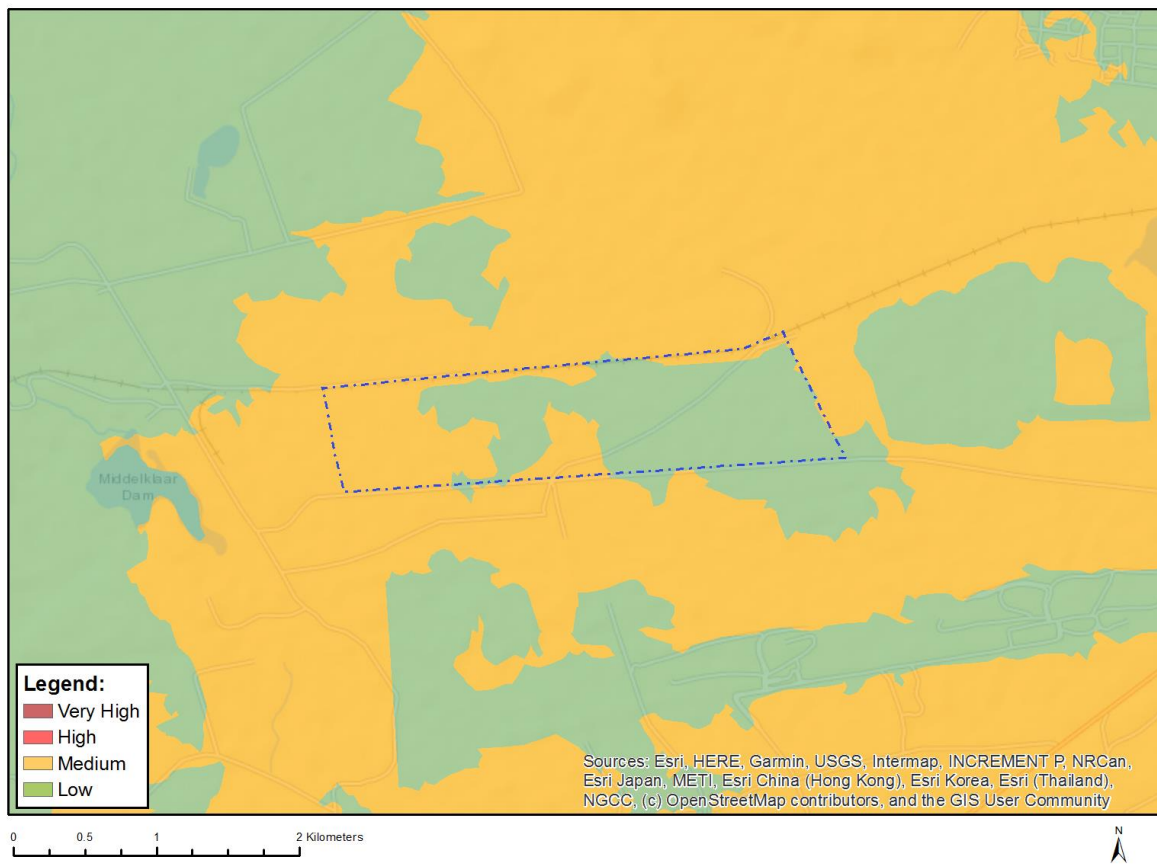 Middelklaar
Dam
Legend:
Very High
High
Medium
Low
Sources: Esri, HERE, Garmin, USGS, Intermap, INCREMENT P, NRCan,
Esri Japan, METI, Esri China (Hong Kong), Esri Korea, Esri (Thailand),
NGCC, (c) OpenStreetMap contributors, and the GIS User Community
0 0.5 1 2 Kilometers
N